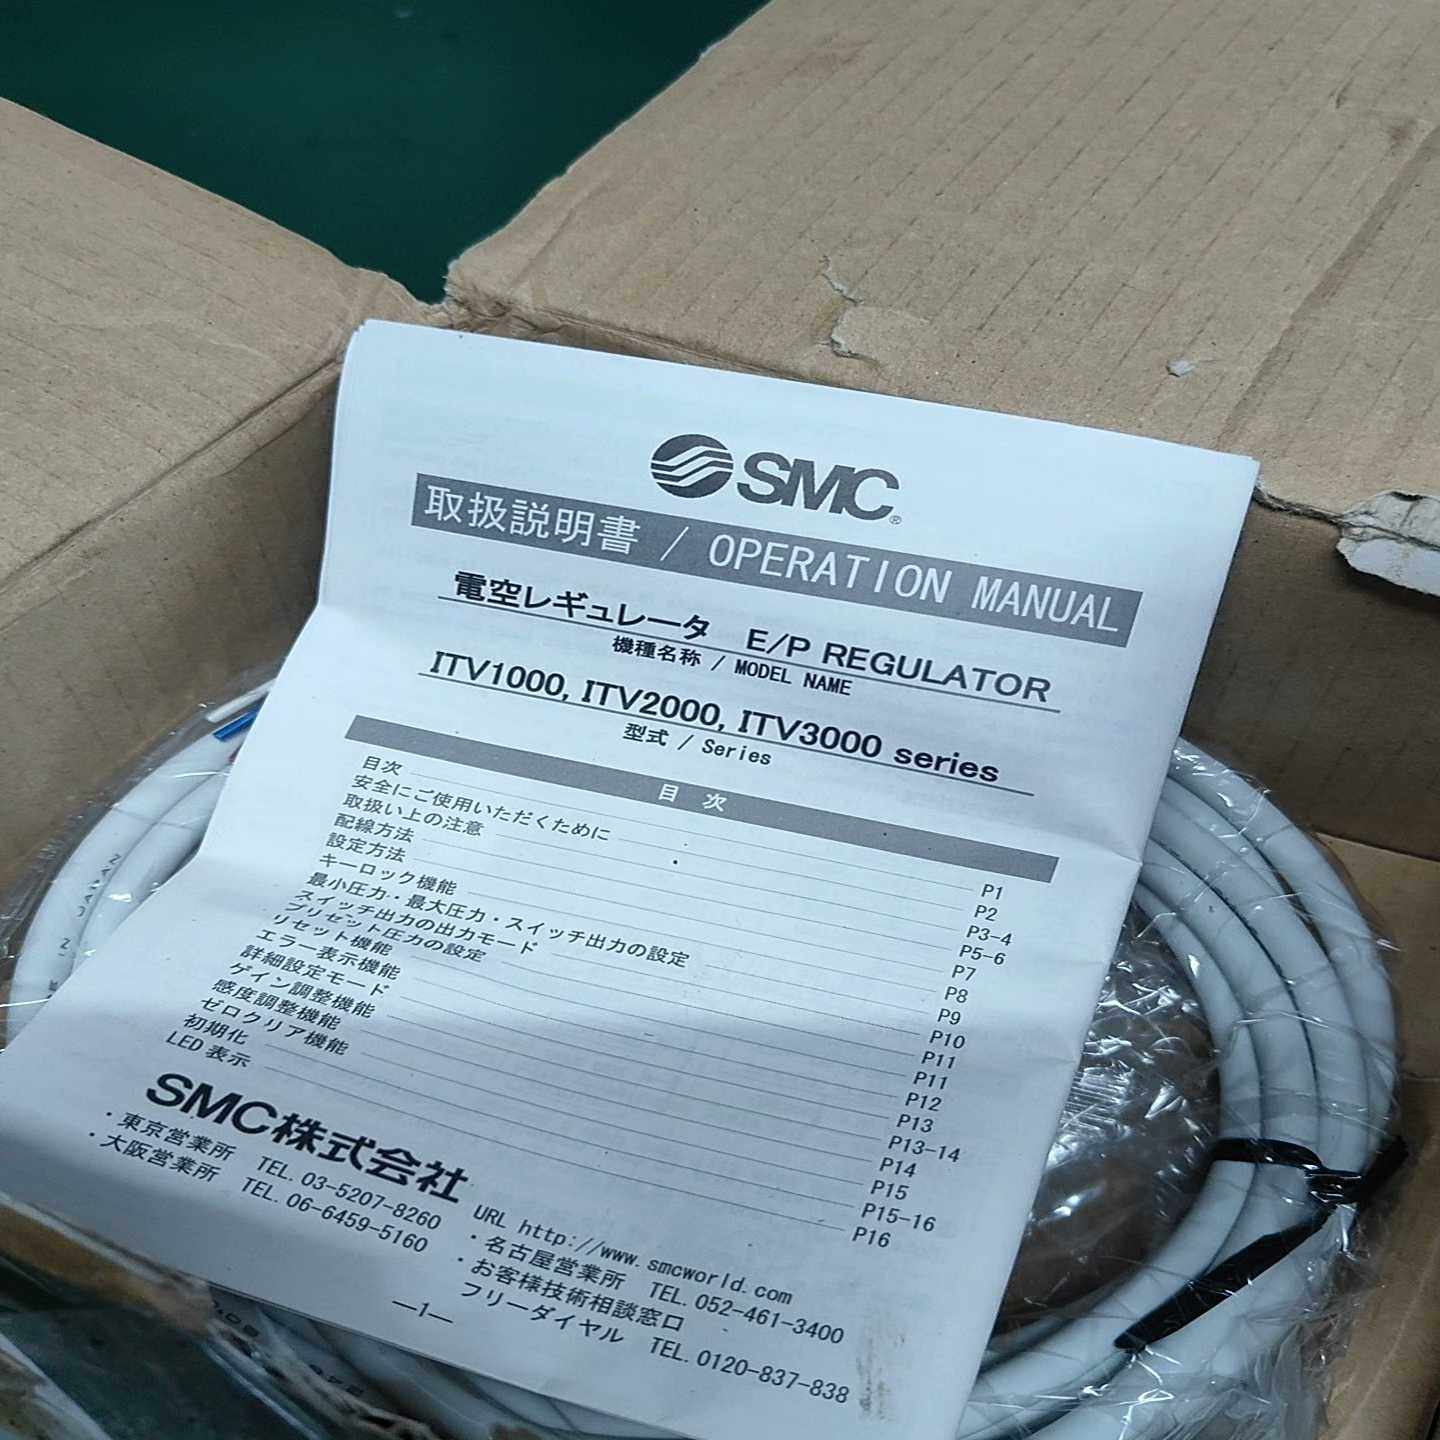 SMC®
取扱説明書 / OPERATION MANUAL
電空レギュレータ E/P REGULATOR
機種名称 / MODEL NAME
ITV1000, ITV2000, ITV3000 series
型式 / Series
目 次
目次 P1
安全にご使用いただくために P2
取扱い上の注意 P3-4
配線方法 P5-6
設定方法 P7
キーロック機能 P8
最小圧力・最大圧力・スイッチ出力の設定 P9
スイッチ出力の出力モード P10
プリセット圧力の設定 P11
リセット機能 P11
エラー表示機能 P12
詳細設定モード P13
ゲイン調整機能 P13-14
感度調整機能 P14
ゼロクリア機能 P15
初期化 P15-16
LED 表示 P16
SMC株式会社
URL http://www.smcworld.com
・東京営業所 TEL. 03-5207-8260
・名古屋営業所 TEL. 052-461-3400
・大阪営業所 TEL. 06-6459-5160
・お客様技術相談窓口
フリーダイヤル TEL. 0120-837-838
—1—